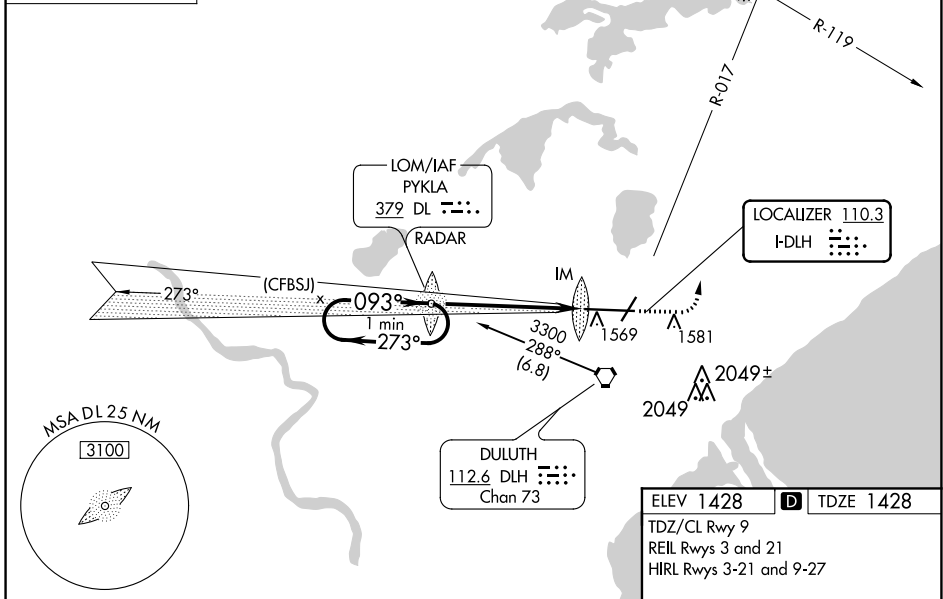 R-119
R-017
LOM/IAF
PYKLA
379 DL
RADAR
LOCALIZER 110.3
I-DLH
IM
(CFBSJ)
273°
x
093°
1 min
273°
1569
1581
3300
288°
(6.8)
2049±
2049
MSA DL 25 NM
3100
DULUTH
112.6 DLH
Chan 73
ELEV 1428 D TDZE 1428
TDZ/CL Rwy 9
REIL Rwys 3 and 21
HIRL Rwys 3-21 and 9-27